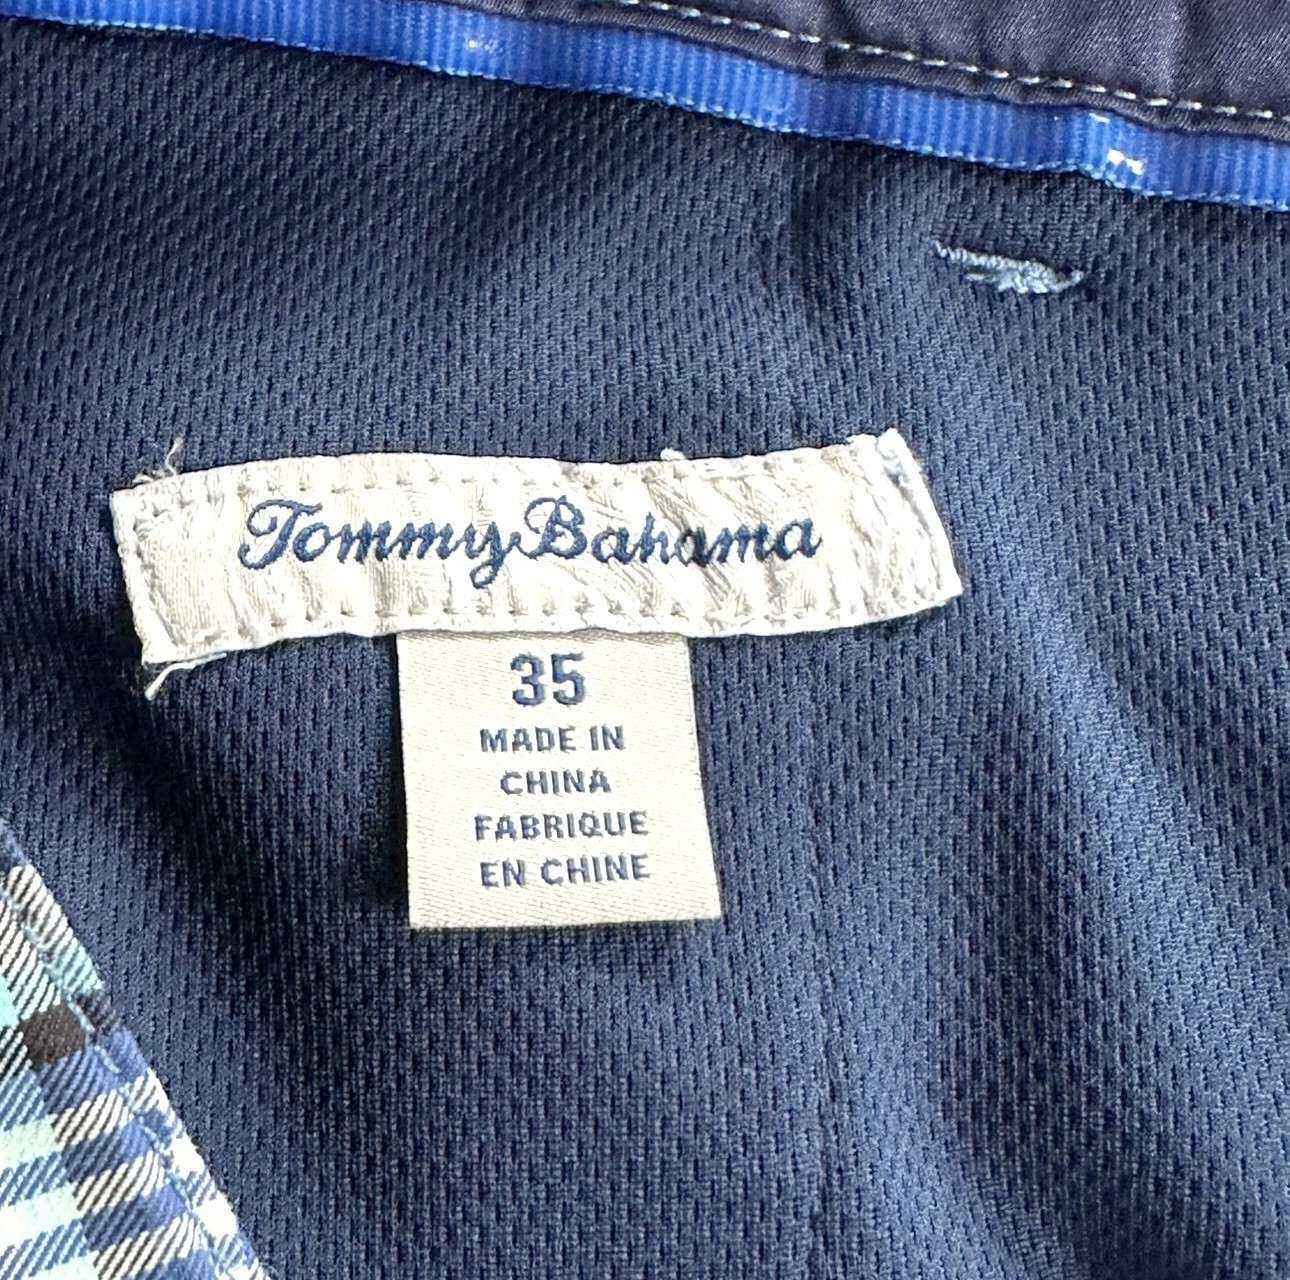 Tommy Bahama
35
MADE IN
CHINA
FABRIQUE
EN CHINE